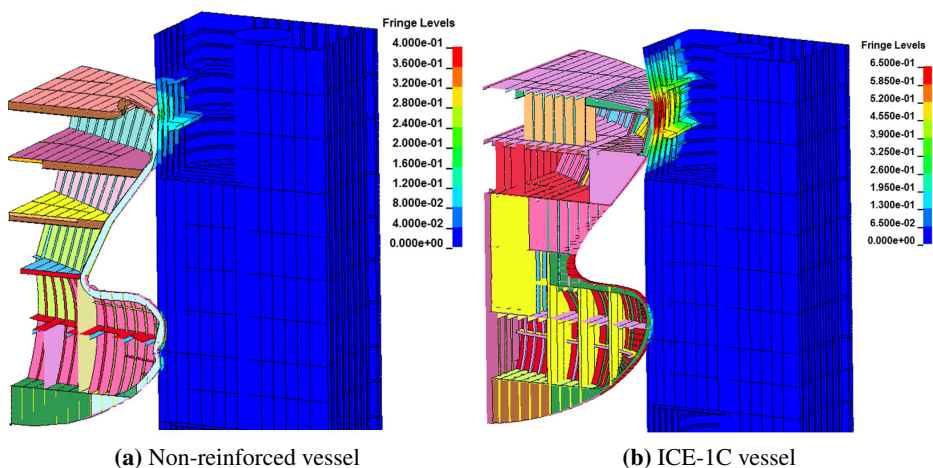 Fringe Levels
4.000e-01
3.600e-01
3.200e-01
2.800e-01
2.400e-01
2.000e-01
1.600e-01
1.200e-01
8.000e-02
4.000e-02
0.000e+00
Fringe Levels
6.500e-01
5.850e-01
5.200e-01
4.550e-01
3.900e-01
3.250e-01
2.600e-01
1.950e-01
1.300e-01
6.500e-02
0.000e+00
(a) Non-reinforced vessel
(b) ICE-1C vessel